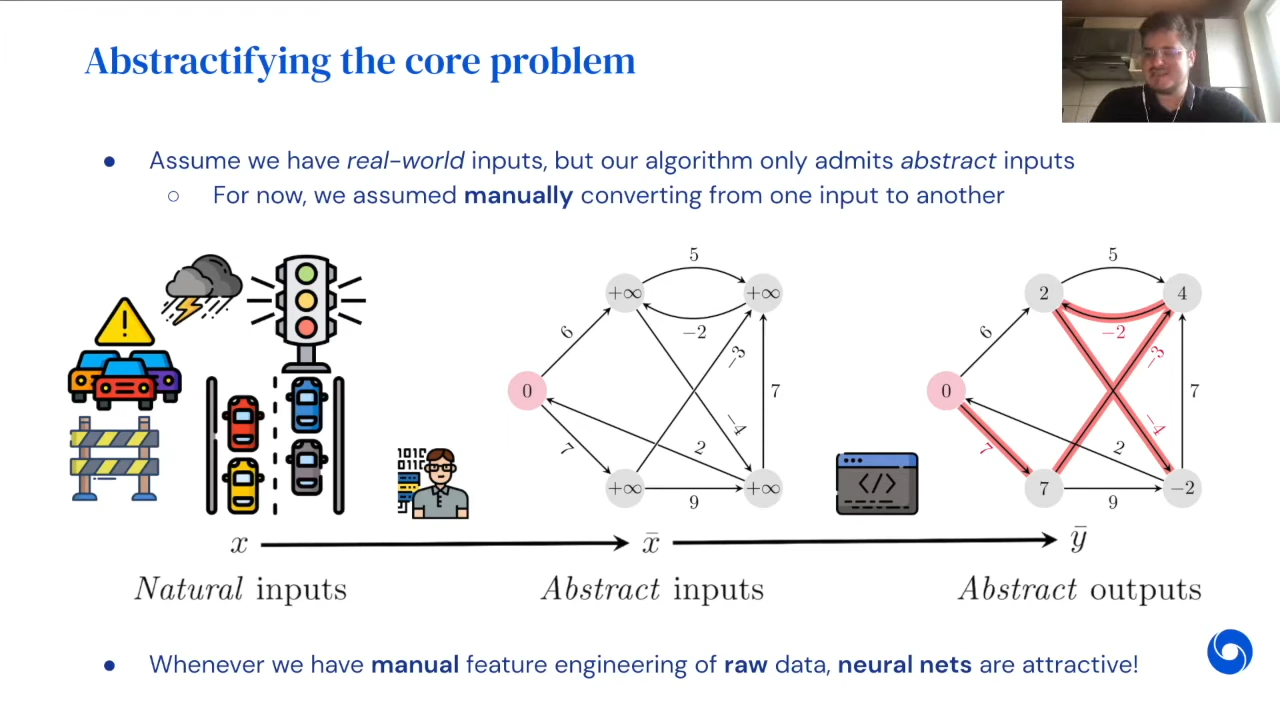 Abstractifying the core problem
● Assume we have real-world inputs, but our algorithm only admits abstract inputs
○ For now, we assumed manually converting from one input to another
5
+∞ +∞
6 −2 −3
0 7
7 2 −4
+∞ 9 +∞
5
2 4
6 −2 −3
0 7
7 2 −4
7 9 −2
1010
0110
</>
x x̄ ȳ
Natural inputs Abstract inputs Abstract outputs
● Whenever we have manual feature engineering of raw data, neural nets are attractive!